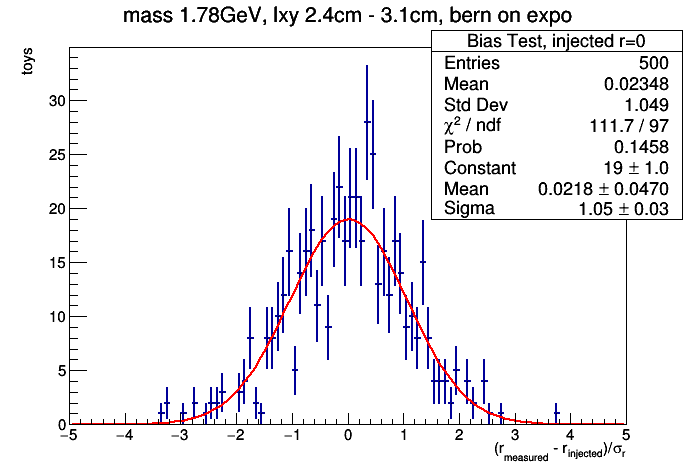 mass 1.78GeV, lxy 2.4cm - 3.1cm, bern on expo
toys
Bias Test, injected r=0
Entries 500
Mean 0.02348
Std Dev 1.049
χ² / ndf 111.7 / 97
Prob 0.1458
Constant 19 ± 1.0
Mean 0.0218 ± 0.0470
Sigma 1.05 ± 0.03
30
25
20
15
10
5
0
−5 −4 −3 −2 −1 0 1 2 3 4 5
(r_measured - r_injected)/σ_r